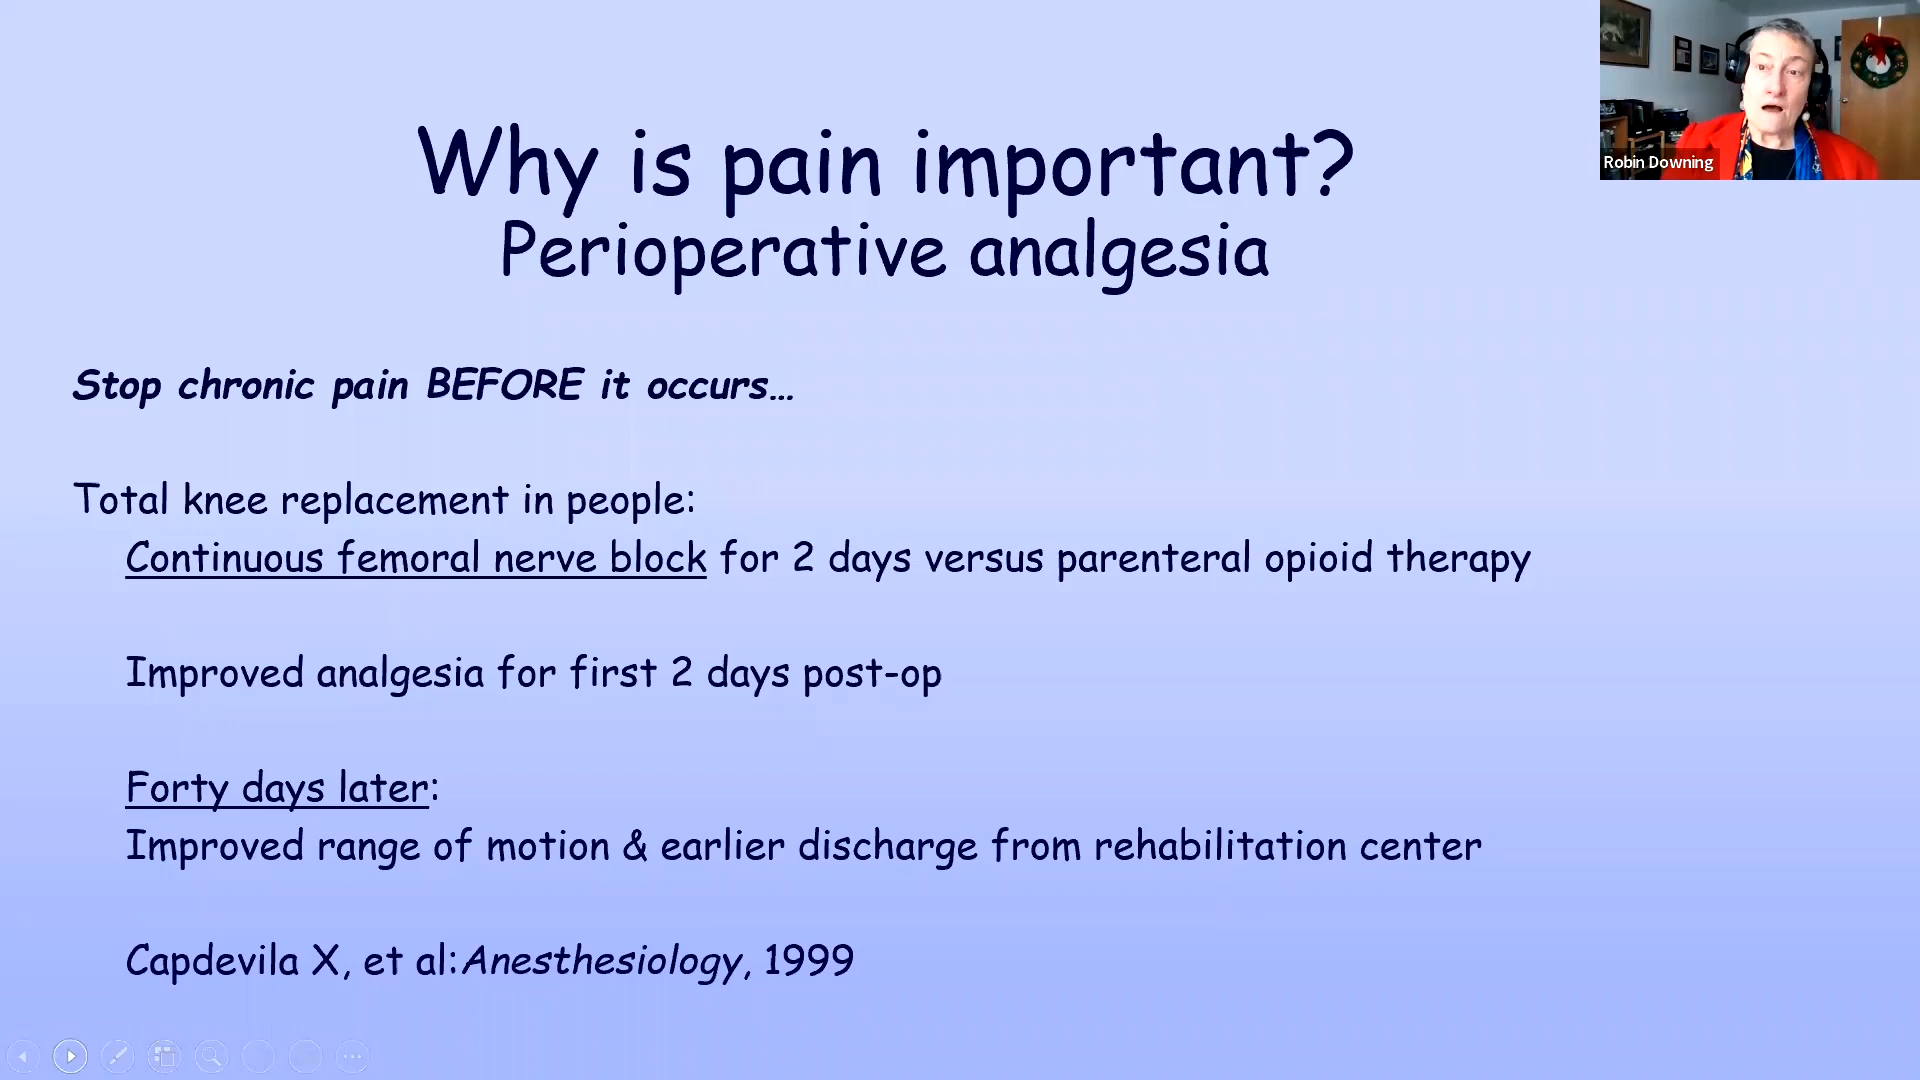 Why is pain important?
Perioperative analgesia
Robin Downing
Stop chronic pain BEFORE it occurs…
Total knee replacement in people:
Continuous femoral nerve block for 2 days versus parenteral opioid therapy
Improved analgesia for first 2 days post-op
Forty days later:
Improved range of motion & earlier discharge from rehabilitation center
Capdevila X, et al:Anesthesiology, 1999